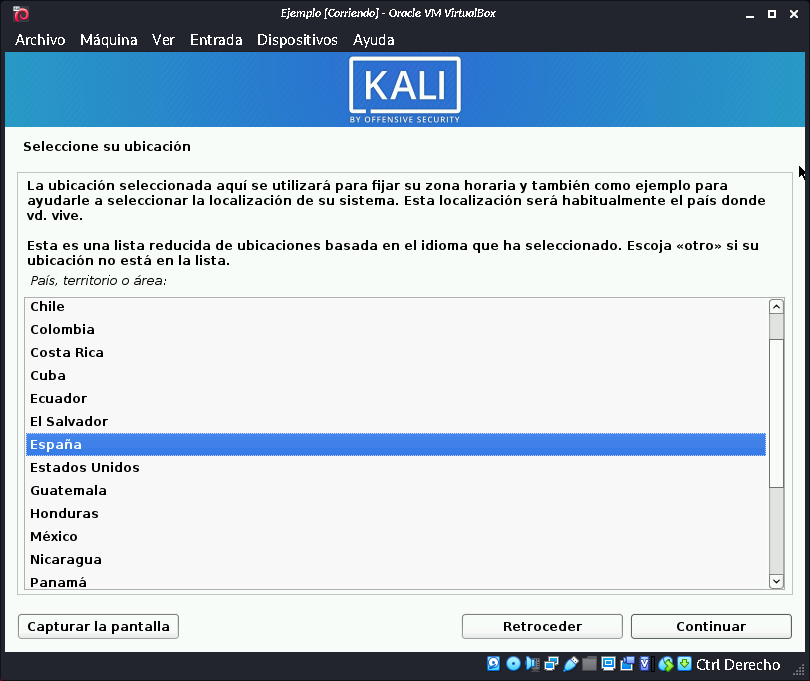 Ejemplo [Corriendo] - Oracle VM VirtualBox
Archivo Máquina Ver Entrada Dispositivos Ayuda
KALI
BY OFFENSIVE SECURITY
Seleccione su ubicación
La ubicación seleccionada aquí se utilizará para fijar su zona horaria y también como ejemplo para
ayudarle a seleccionar la localización de su sistema. Esta localización será habitualmente el país donde
vd. vive.
Esta es una lista reducida de ubicaciones basada en el idioma que ha seleccionado. Escoja «otro» si su
ubicación no está en la lista.
País, territorio o área:
Chile
Colombia
Costa Rica
Cuba
Ecuador
El Salvador
España
Estados Unidos
Guatemala
Honduras
México
Nicaragua
Panamá
Capturar la pantalla Retroceder Continuar
Ctrl Derecho